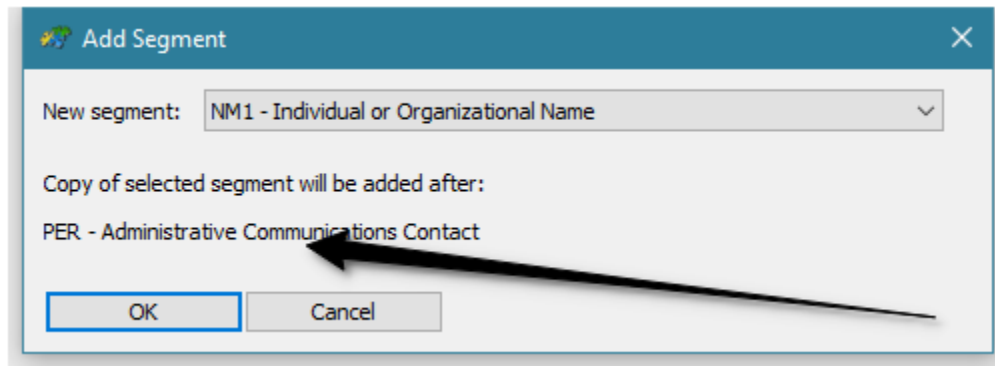 Add Segment
New segment: NM1 - Individual or Organizational Name
Copy of selected segment will be added after:
PER - Administrative Communications Contact
OK Cancel